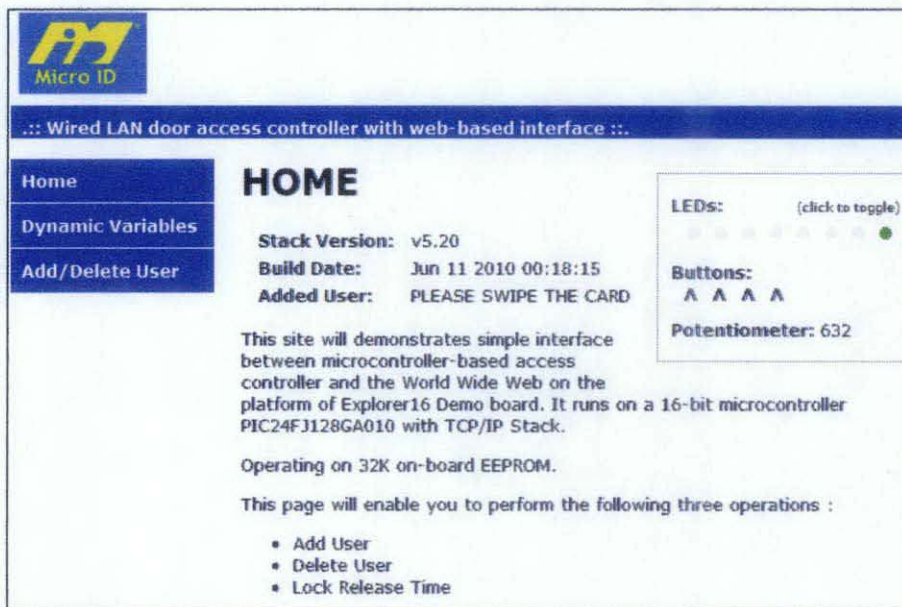 Micro ID
.:: Wired LAN door access controller with web-based interface ::.
Home
Dynamic Variables
Add/Delete User
HOME
Stack Version: v5.20
Build Date: Jun 11 2010 00:18:15
Added User: PLEASE SWIPE THE CARD
LEDs: (click to toggle)
Buttons:
Λ Λ Λ Λ
Potentiometer: 632
This site will demonstrates simple interface
between microcontroller-based access
controller and the World Wide Web on the
platform of Explorer16 Demo board. It runs on a 16-bit microcontroller
PIC24FJ128GA010 with TCP/IP Stack.
Operating on 32K on-board EEPROM.
This page will enable you to perform the following three operations :
• Add User
• Delete User
• Lock Release Time